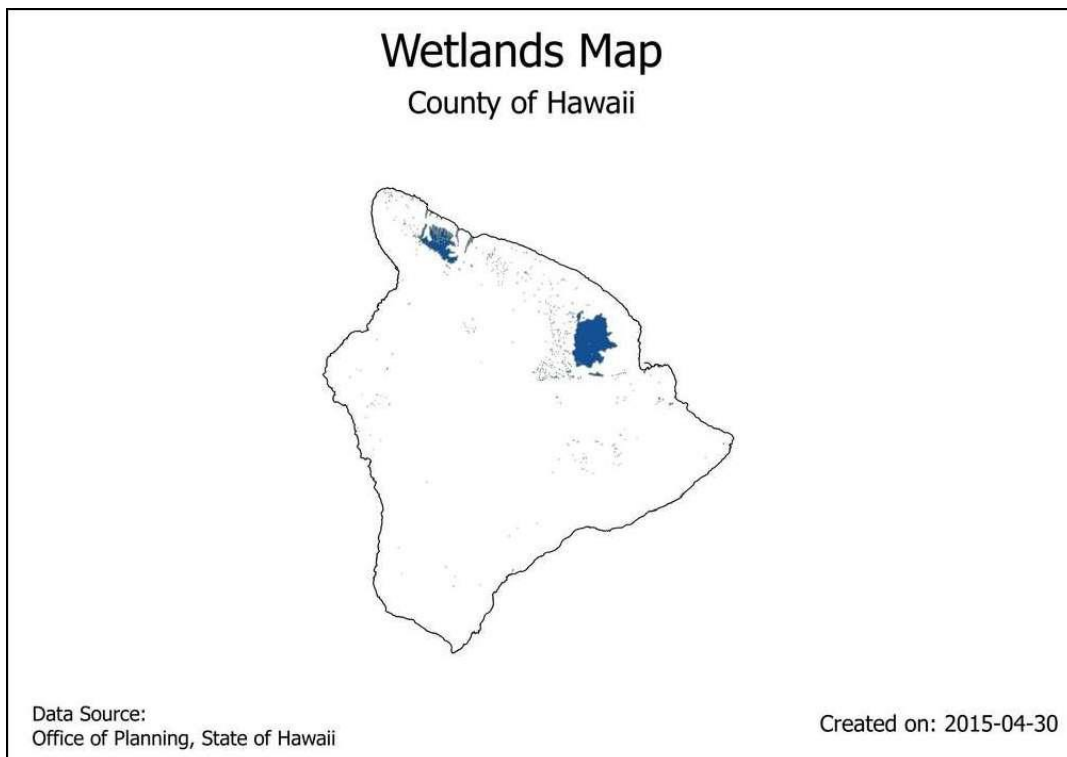 Wetlands Map
County of Hawaii
Data Source:
Office of Planning, State of Hawaii
Created on: 2015-04-30